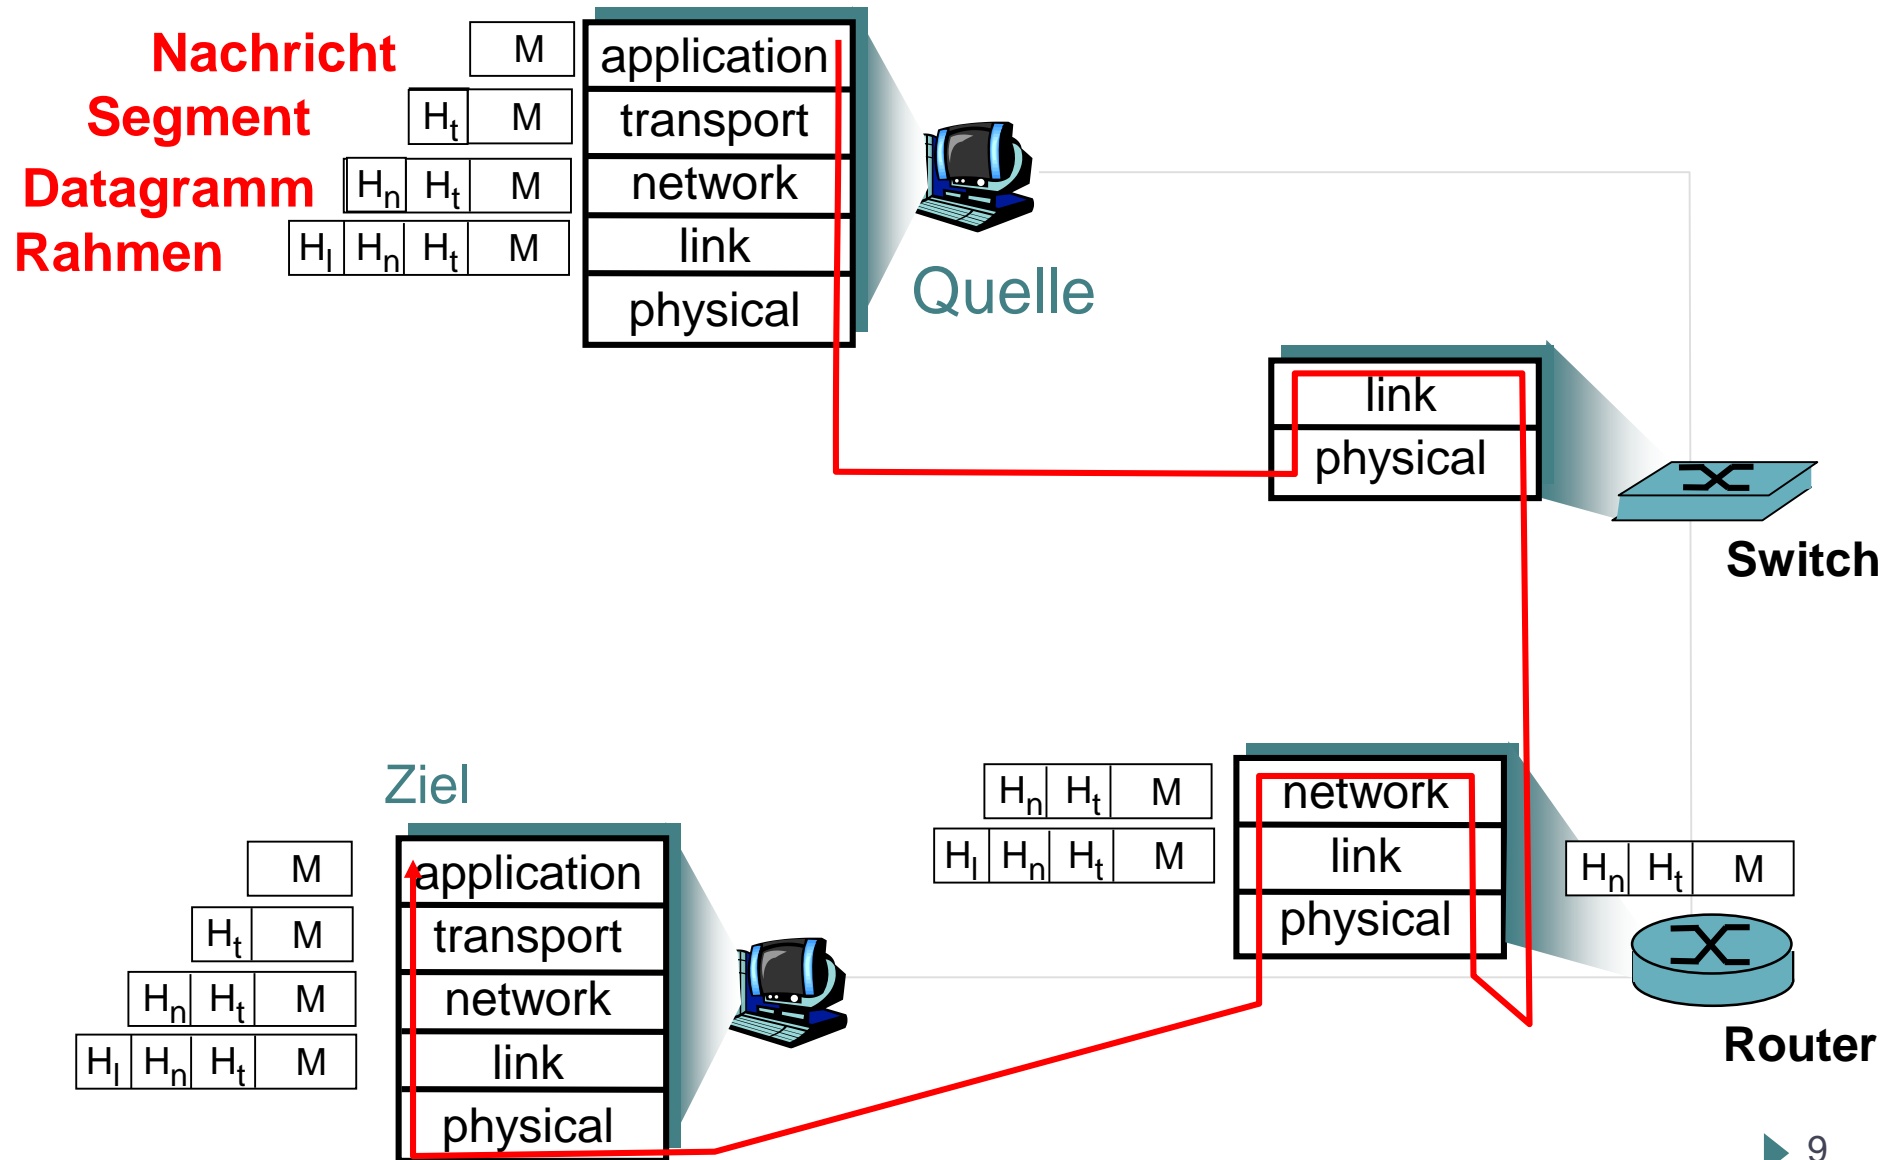 Nachricht M application
Segment Ht M transport
Datagramm Hn Ht M network
Rahmen Hl Hn Ht M link
physical
Quelle
link
physical
Switch
Ziel
Hn Ht M network
Hl Hn Ht M link
physical
Hn Ht M
Router
M application
Ht M transport
Hn Ht M network
Hl Hn Ht M link
physical
9